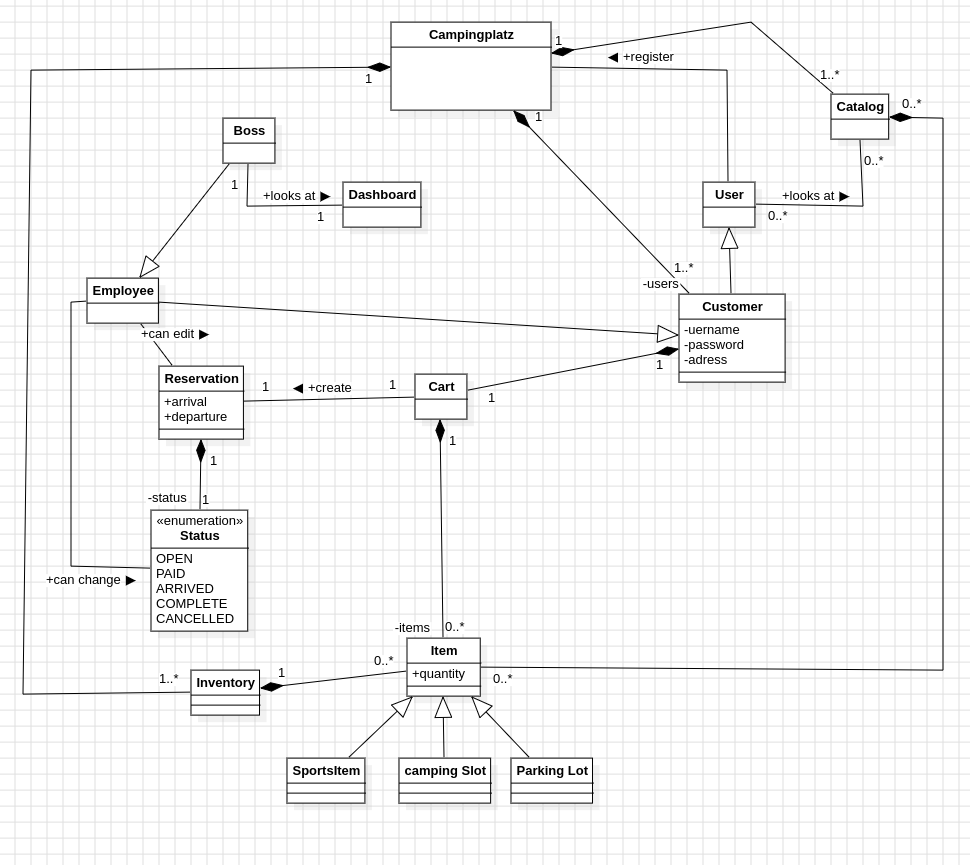 Campingplatz
1
◀ +register
1
1
1..*
Catalog
0..*
0..*
Boss
1
+looks at ▶
1
Dashboard
User
+looks at ▶
0..*
1..*
-users
Employee
+can edit ▶
Customer
-uername
-password
-adress
1
Reservation
+arrival
+departure
1
◀ +create
1
Cart
1
1
1
-status
1
«enumeration»
Status
OPEN
PAID
ARRIVED
COMPLETE
CANCELLED
+can change ▶
-items
0..*
Item
+quantity
0..*
0..*
1..*
Inventory
1
SportsItem
camping Slot
Parking Lot